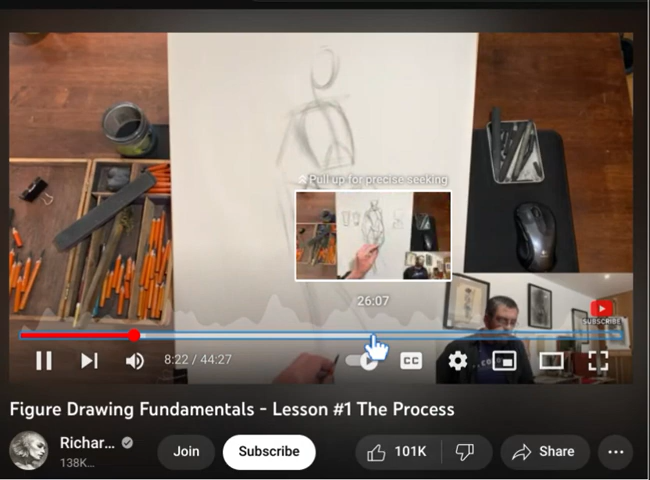 Pull up for precise seeking
26:07
SUBSCRIBE
8:22 / 44:27
CC
Figure Drawing Fundamentals - Lesson #1 The Process
Richar...
138K...
Join
Subscribe
101K
Share